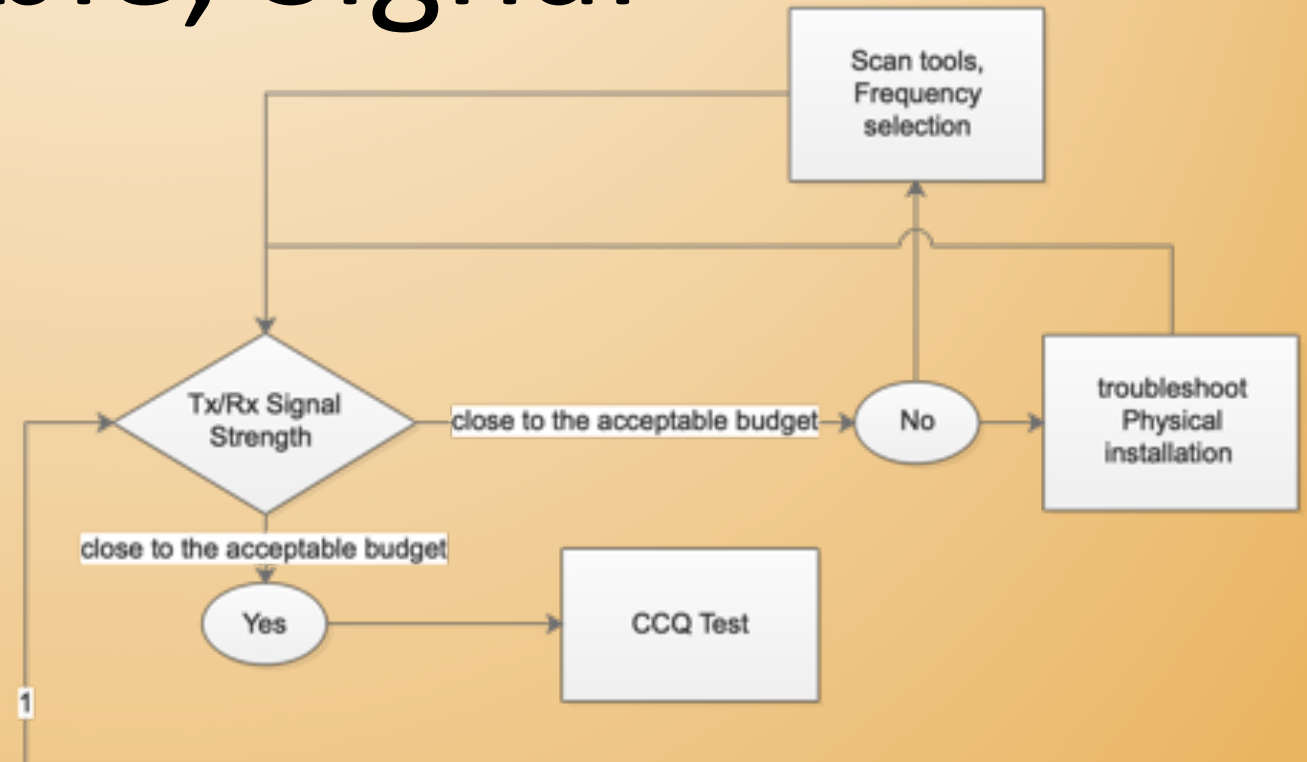 Signal
Scan tools,
Frequency
selection
Tx/Rx Signal
Strength
close to the acceptable budget
No
troubleshoot
Physical
installation
close to the acceptable budget
Yes
CCQ Test
1